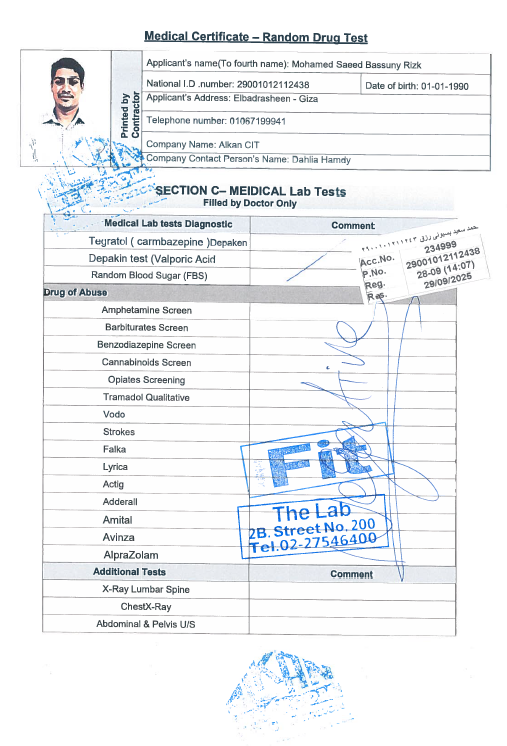 Medical Certificate – Random Drug Test
Printed by Contractor
Applicant's name(To fourth name): Mohamed Saeed Bassuny Rizk
National I.D .number: 29001012112438
Date of birth: 01-01-1990
Applicant's Address: Elbadrasheen - Giza
Telephone number: 01067199941
Company Name: Alkan CIT
Company Contact Person's Name: Dahlia Hamdy
SECTION C– MEIDICAL Lab Tests
Filled by Doctor Only
Medical Lab tests Diagnostic
Comment
Tegratol ( carmbazepine )Depaken
Depakin test (Valporic Acid
Random Blood Sugar (FBS)
محمد سعيد بسيوني رزق
Acc.No. 234999
P.No. 29001012112438
Reg. 28-09 (14:07)
Res. 29/09/2025
Drug of Abuse
Amphetamine Screen
Barbiturates Screen
Benzodiazepine Screen
Cannabinoids Screen
Opiates Screening
Tramadol Qualitative
Vodo
Strokes
Falka
Lyrica
Actig
Adderall
Amital
Avinza
AlpraZolam
Negative
Fit
The Lab
2B. Street No. 200
Tel.02-27546400
Additional Tests
Comment
X-Ray Lumbar Spine
ChestX-Ray
Abdominal & Pelvis U/S